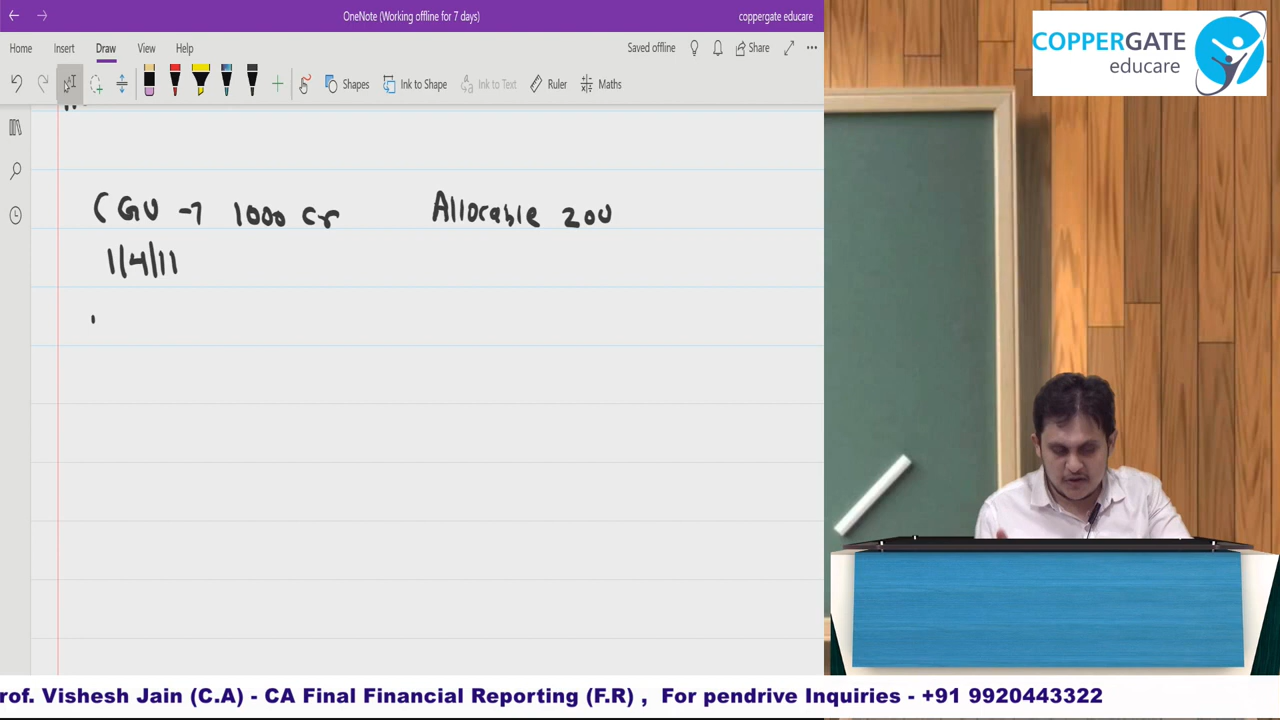 OneNote (Working offline for 7 days)
coppergate educare
Home Insert Draw View Help
Saved offline
Share
Shapes
Ink to Shape
Ink to Text
Ruler
Maths
COPPERGATE
educare
CGU → 1000 Cr
Allocable 200
1/4/11
rof. Vishesh Jain (C.A) - CA Final Financial Reporting (F.R) , For pendrive Inquiries - +91 9920443322